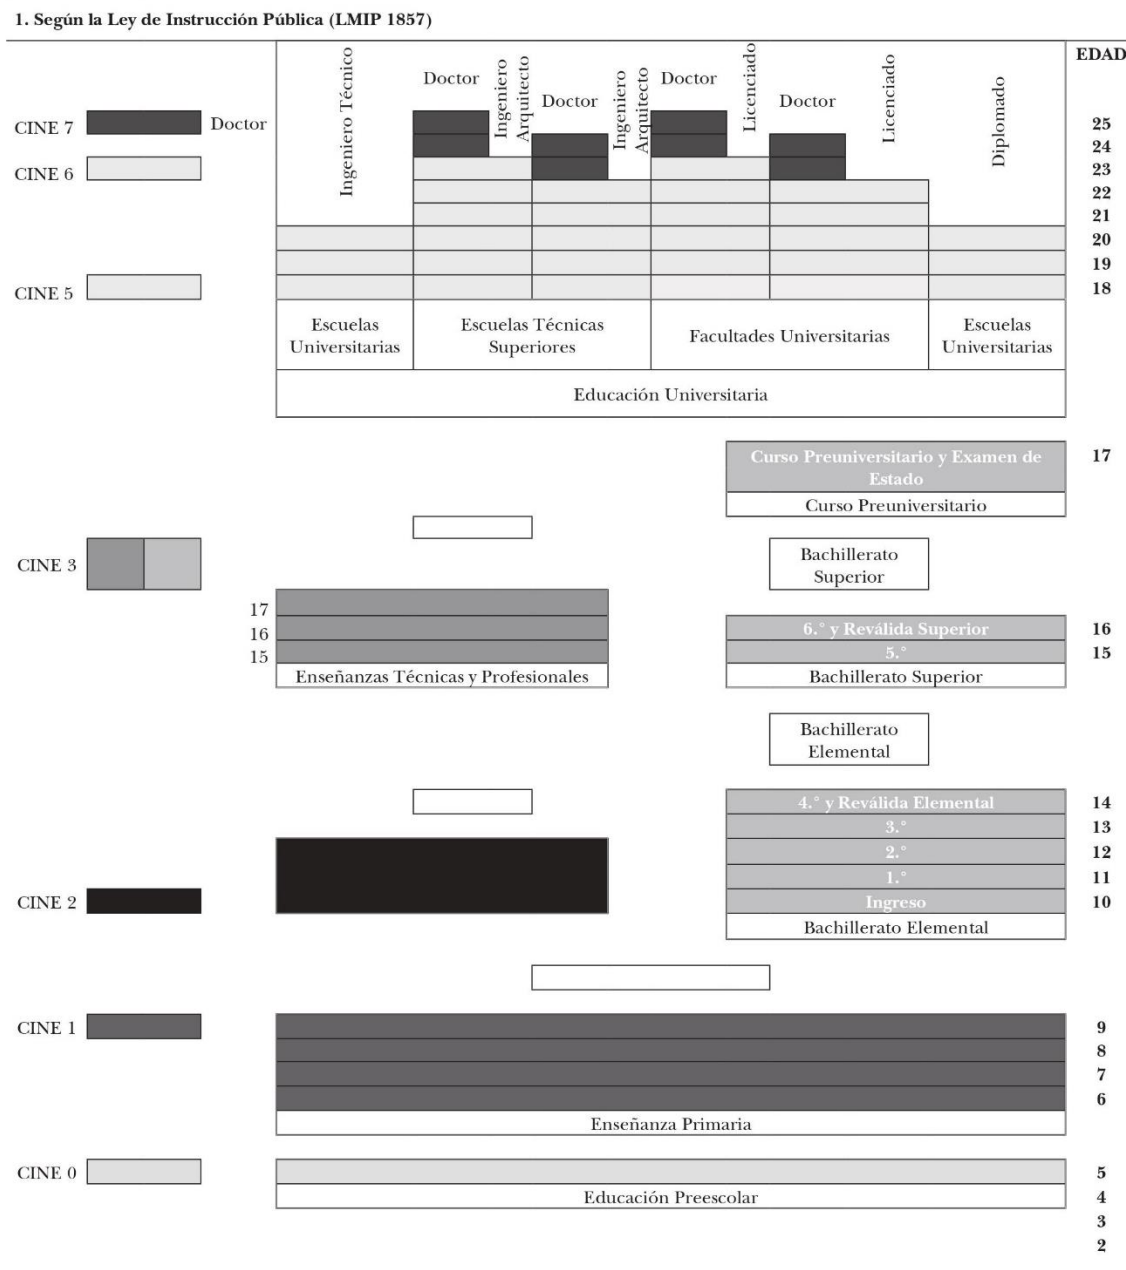 1. Según la Ley de Instrucción Pública (LMIP 1857)
EDAD
Ingeniero Técnico
Doctor
Ingeniero
Arquitecto
Doctor
Ingeniero
Arquitecto
Doctor
Licenciado
Doctor
Licenciado
Diplomado
CINE 7
Doctor
25
24
CINE 6
23
22
21
20
19
CINE 5
18
Escuelas
Universitarias
Escuelas Técnicas
Superiores
Facultades Universitarias
Escuelas
Universitarias
Educación Universitaria
Curso Preuniversitario y Examen de
Estado
17
Curso Preuniversitario
CINE 3
Bachillerato
Superior
17
16
6.° y Reválida Superior
16
15
5.°
15
Enseñanzas Técnicas y Profesionales
Bachillerato Superior
Bachillerato
Elemental
4.° y Reválida Elemental
14
3.°
13
2.°
12
1.°
11
CINE 2
Ingreso
10
Bachillerato Elemental
CINE 1
9
8
7
6
Enseñanza Primaria
CINE 0
5
Educación Preescolar
4
3
2